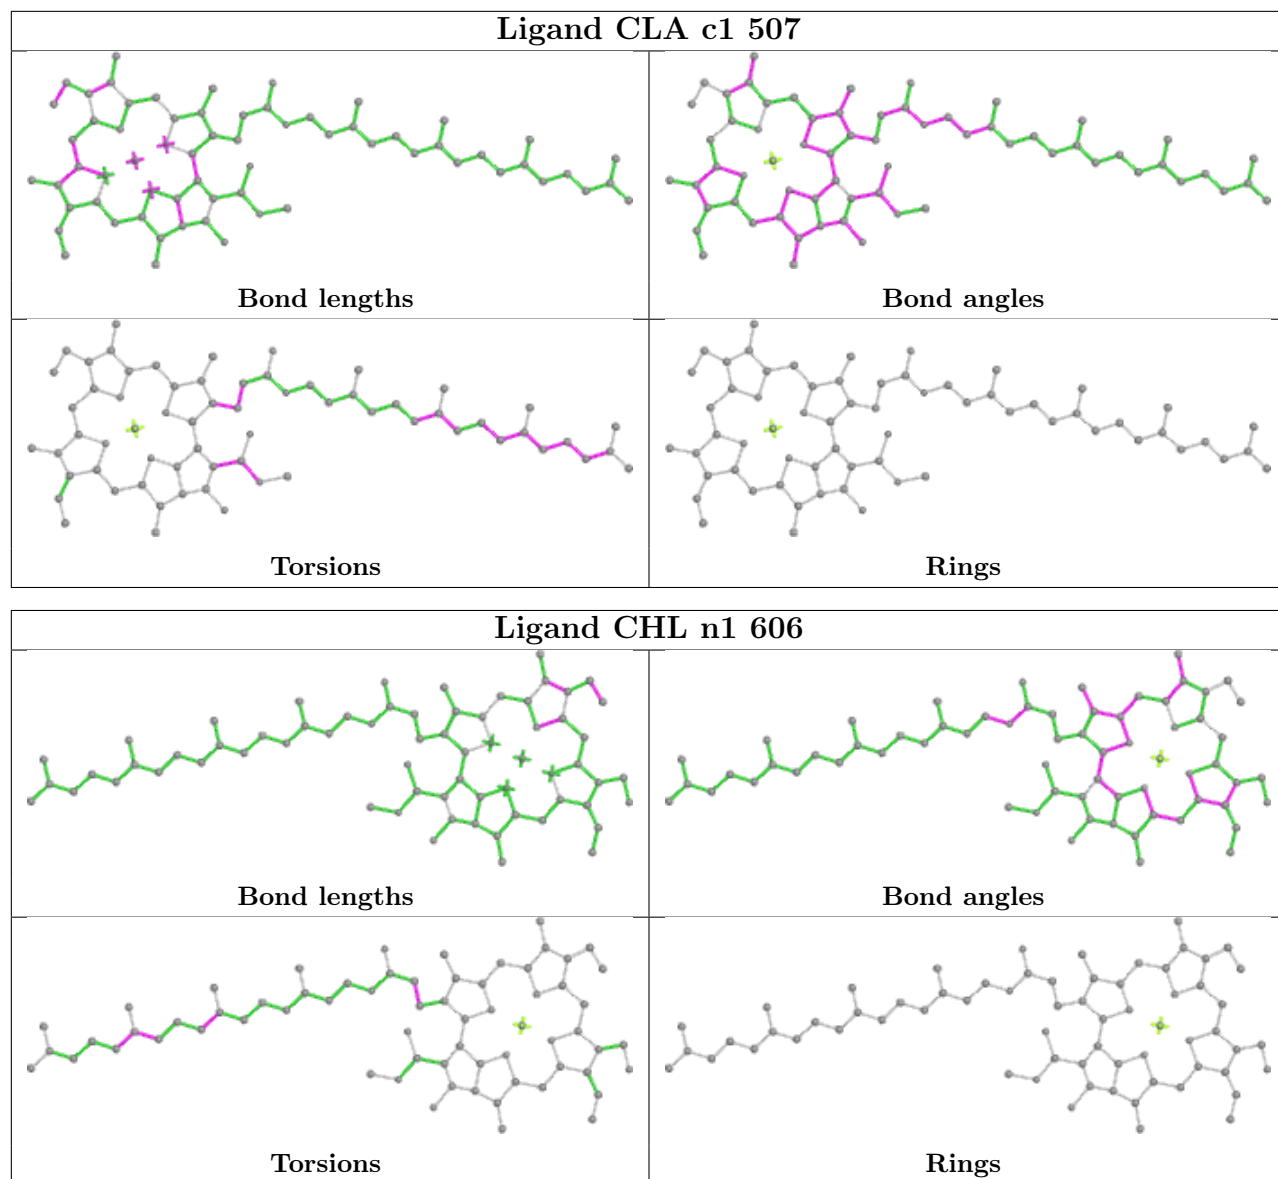 Ligand CLA c1 507
Bond lengths
Bond angles
Torsions
Rings
Ligand CHL n1 606
Bond lengths
Bond angles
Torsions
Rings